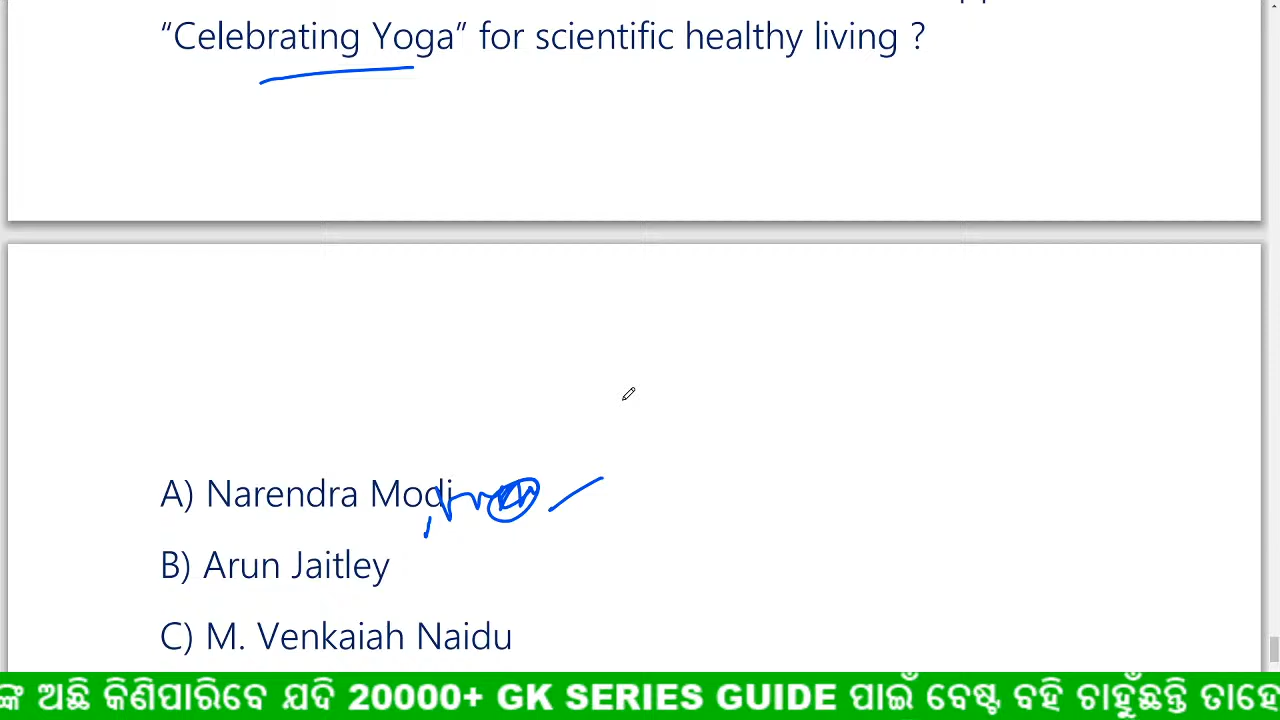 “Celebrating Yoga” for scientific healthy living ?
A) Narendra Modi
B) Arun Jaitley
C) M. Venkaiah Naidu
ଙ୍କ ଅଛି କିଣିପାରିବେ ଯଦି 20000+ GK SERIES GUIDE ପାଇଁ ବେଷ୍ଟ ବହି ଚାହୁଁଛନ୍ତି ତାହେ